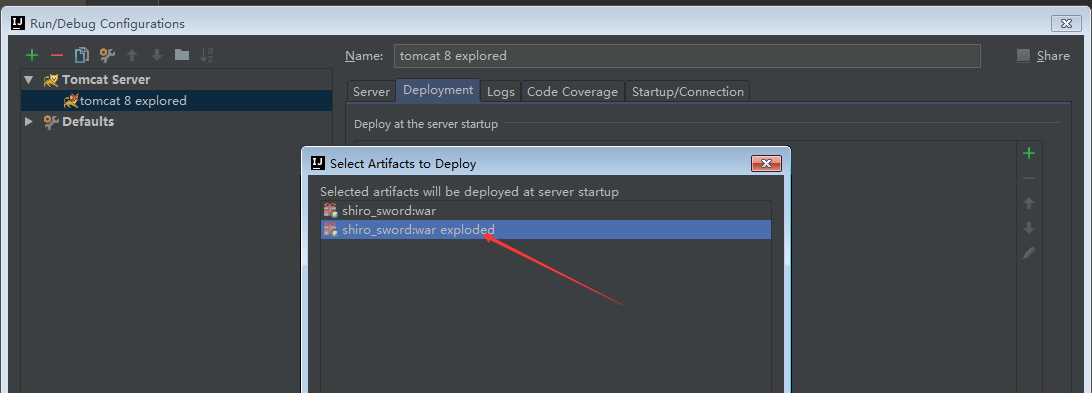 Run/Debug Configurations
Name: tomcat 8 explored Share
Tomcat Server
tomcat 8 explored
Defaults
Server Deployment Logs Code Coverage Startup/Connection
Deploy at the server startup
Select Artifacts to Deploy
Selected artifacts will be deployed at server startup
shiro_sword:war
shiro_sword:war exploded